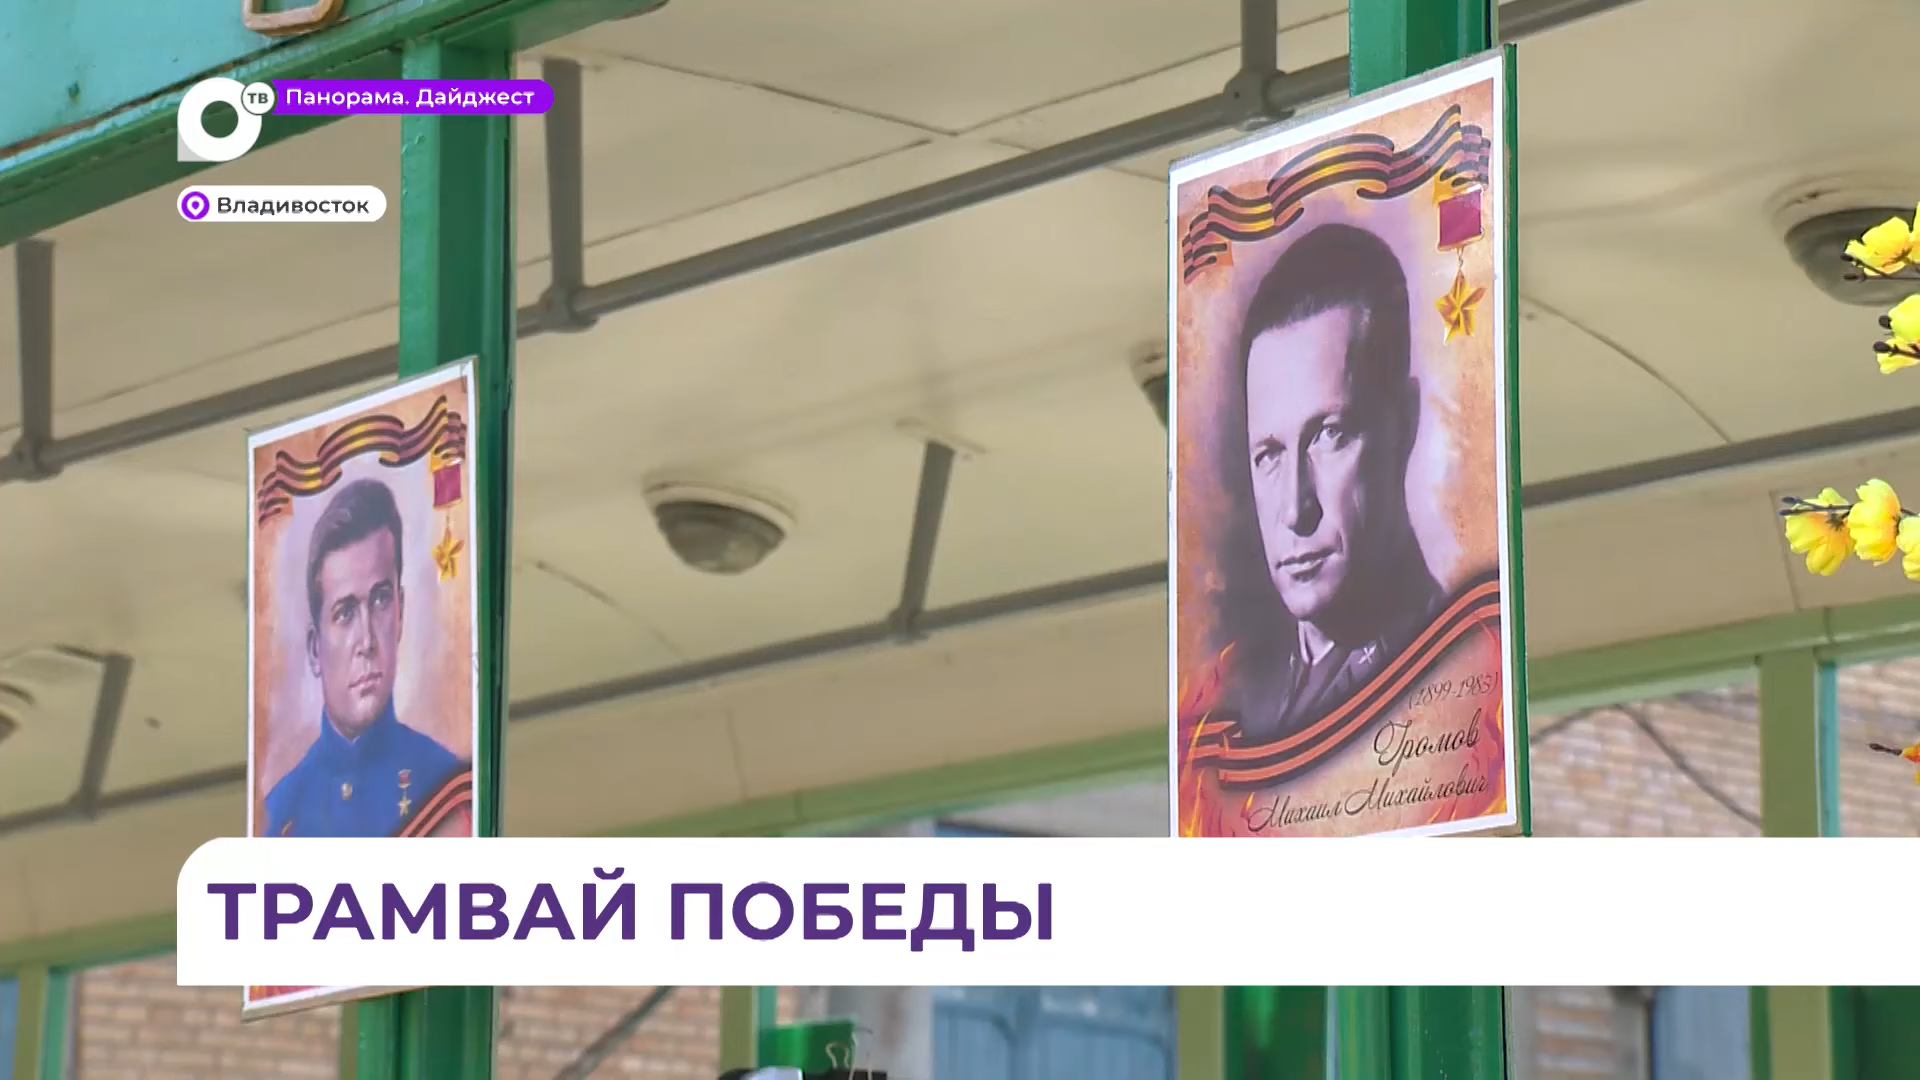 ТВ
Панорама. Дайджест
Владивосток
(1899-1985)
Громов
Михаил Михайлович
ТРАМВАЙ ПОБЕДЫ